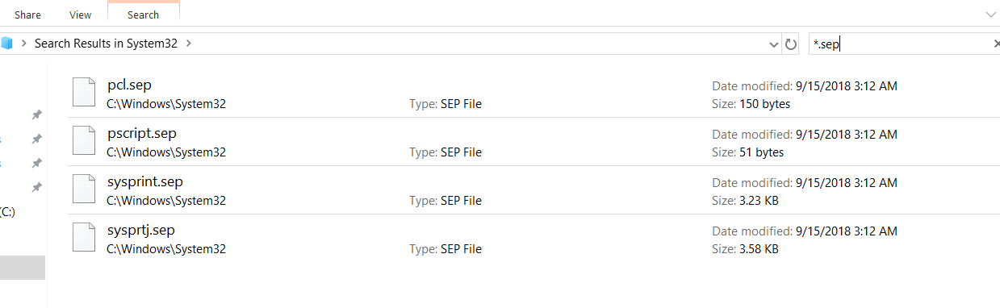 Share View Search
Search Results in System32
*.sep
pcl.sep
Date modified: 9/15/2018 3:12 AM
C:\Windows\System32 Type: SEP File Size: 150 bytes
pscript.sep
Date modified: 9/15/2018 3:12 AM
C:\Windows\System32 Type: SEP File Size: 51 bytes
sysprint.sep
Date modified: 9/15/2018 3:12 AM
C:\Windows\System32 Type: SEP File Size: 3.23 KB
(C:)
sysprtj.sep
Date modified: 9/15/2018 3:12 AM
C:\Windows\System32 Type: SEP File Size: 3.58 KB